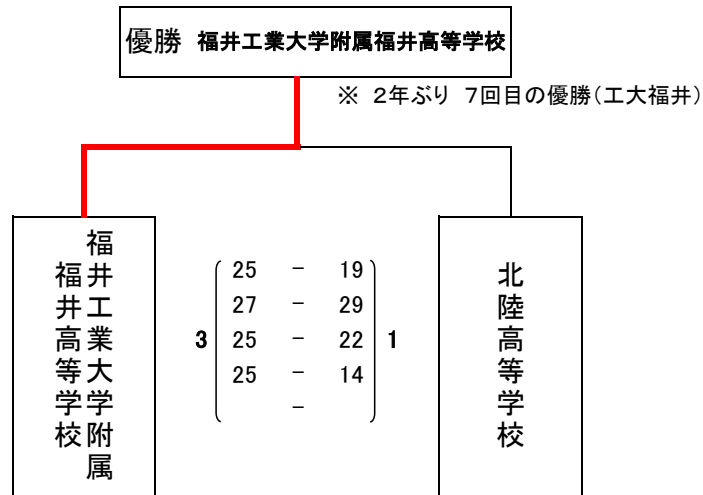 優勝 福井工業大学附属福井高等学校
※ 2年ぶり 7回目の優勝(工大福井)
福井工業大学附属
福井高等学校
3
25 - 19
27 - 29
25 - 22
25 - 14
-
1
北陸高等学校